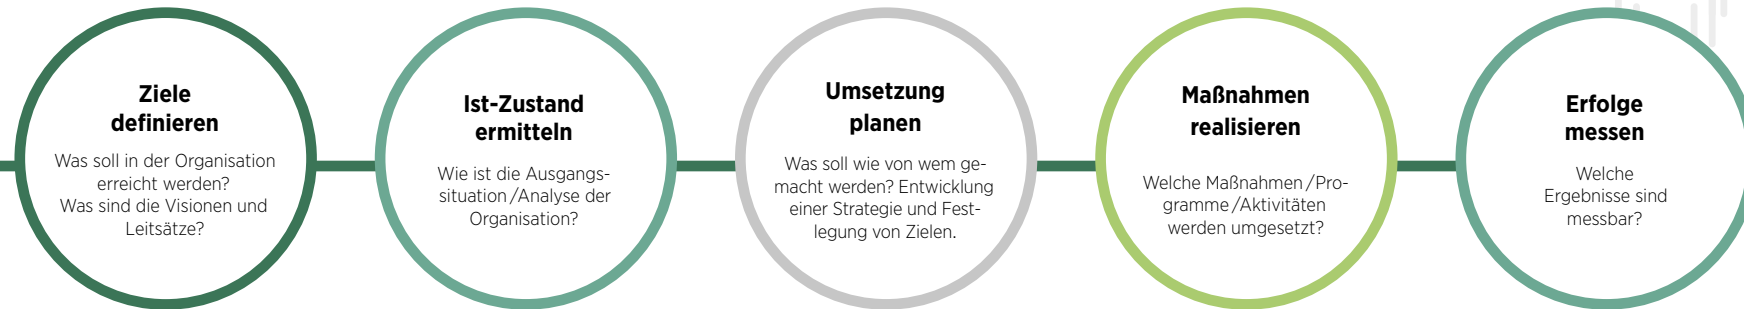 Ziele
definieren
Was soll in der Organisation
erreicht werden?
Was sind die Visionen und
Leitsätze?
Ist-Zustand
ermitteln
Wie ist die Ausgangs-
situation/Analyse der
Organisation?
Umsetzung
planen
Was soll wie von wem ge-
macht werden? Entwicklung
einer Strategie und Fest-
legung von Zielen.
Maßnahmen
realisieren
Welche Maßnahmen/Pro-
gramme/Aktivitäten
werden umgesetzt?
Erfolge
messen
Welche
Ergebnisse sind
messbar?